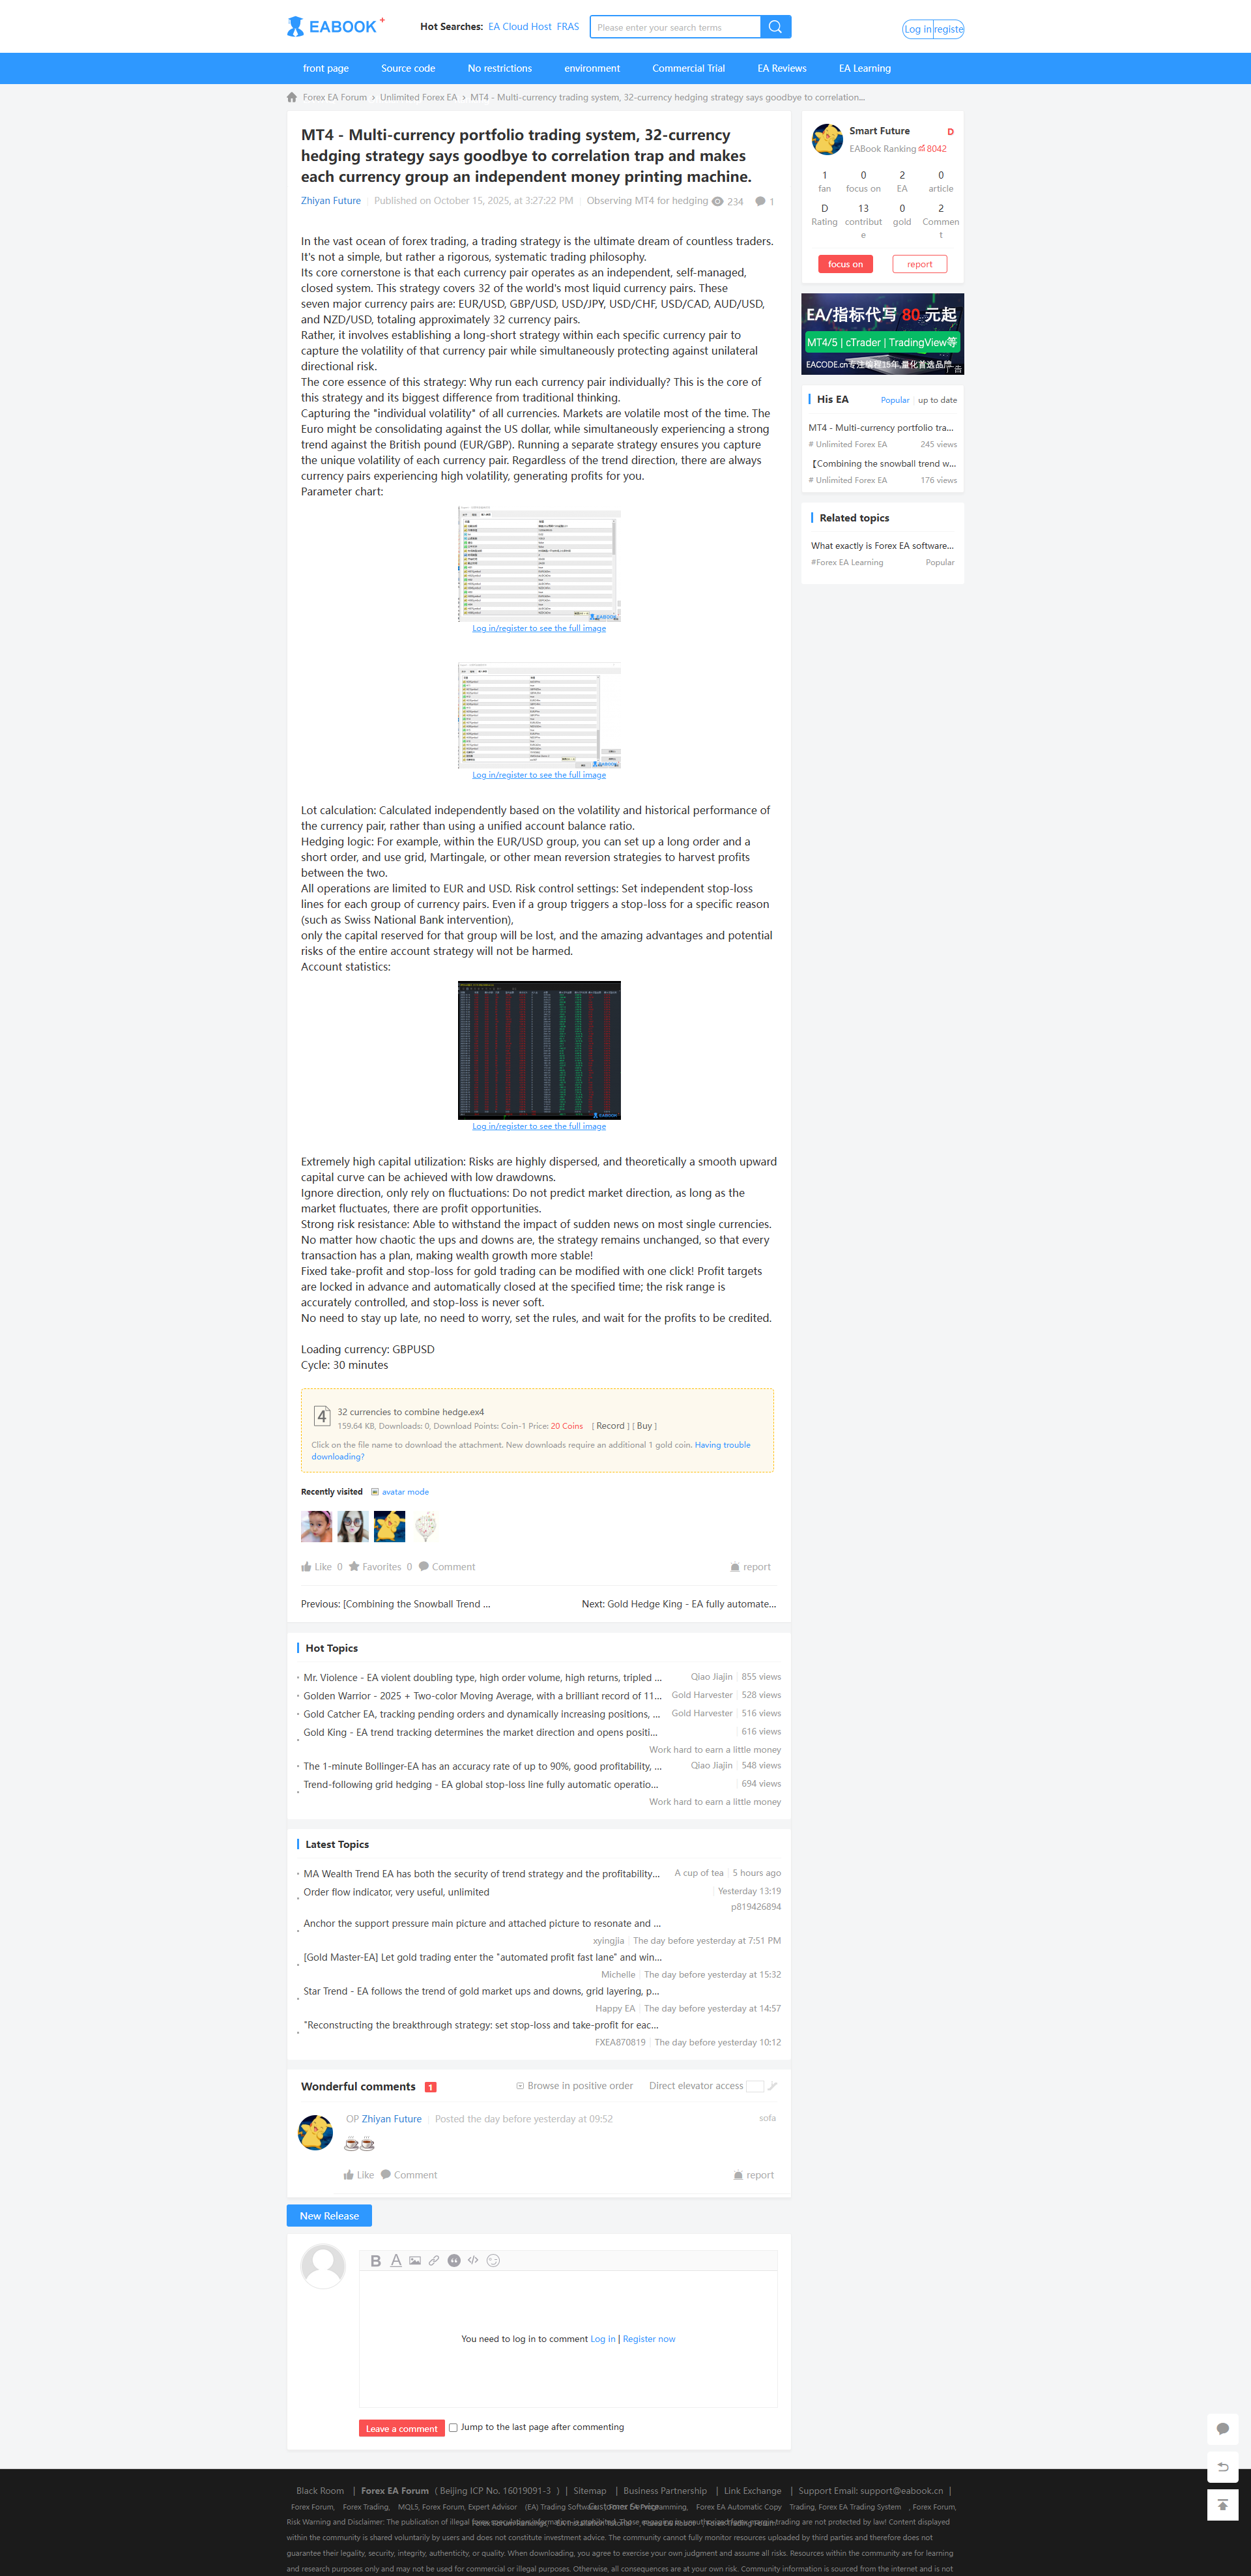 EABOOK +
Hot Searches: EA Cloud Host FRAS
Please enter your search terms
Log in registe
front page Source code No restrictions environment Commercial Trial EA Reviews EA Learning
Forex EA Forum › Unlimited Forex EA › MT4 - Multi-currency trading system, 32-currency hedging strategy says goodbye to correlation...
MT4 - Multi-currency portfolio trading system, 32-currency
hedging strategy says goodbye to correlation trap and makes
each currency group an independent money printing machine.
Zhiyan Future | Published on October 15, 2025, at 3:27:22 PM | Observing MT4 for hedging 234 1
In the vast ocean of forex trading, a trading strategy is the ultimate dream of countless traders.
It's not a simple, but rather a rigorous, systematic trading philosophy.
Its core cornerstone is that each currency pair operates as an independent, self-managed,
closed system. This strategy covers 32 of the world's most liquid currency pairs. These
seven major currency pairs are: EUR/USD, GBP/USD, USD/JPY, USD/CHF, USD/CAD, AUD/USD,
and NZD/USD, totaling approximately 32 currency pairs.
Rather, it involves establishing a long-short strategy within each specific currency pair to
capture the volatility of that currency pair while simultaneously protecting against unilateral
directional risk.
The core essence of this strategy: Why run each currency pair individually? This is the core of
this strategy and its biggest difference from traditional thinking.
Capturing the "individual volatility" of all currencies. Markets are volatile most of the time. The
Euro might be consolidating against the US dollar, while simultaneously experiencing a strong
trend against the British pound (EUR/GBP). Running a separate strategy ensures you capture
the unique volatility of each currency pair. Regardless of the trend direction, there are always
currency pairs experiencing high volatility, generating profits for you.
Parameter chart:
EABOOK
Log in/register to see the full image
EABOOK
Log in/register to see the full image
Lot calculation: Calculated independently based on the volatility and historical performance of
the currency pair, rather than using a unified account balance ratio.
Hedging logic: For example, within the EUR/USD group, you can set up a long order and a
short order, and use grid, Martingale, or other mean reversion strategies to harvest profits
between the two.
All operations are limited to EUR and USD. Risk control settings: Set independent stop-loss
lines for each group of currency pairs. Even if a group triggers a stop-loss for a specific reason
(such as Swiss National Bank intervention),
only the capital reserved for that group will be lost, and the amazing advantages and potential
risks of the entire account strategy will not be harmed.
Account statistics:
EABOOK
Log in/register to see the full image
Extremely high capital utilization: Risks are highly dispersed, and theoretically a smooth upward
capital curve can be achieved with low drawdowns.
Ignore direction, only rely on fluctuations: Do not predict market direction, as long as the
market fluctuates, there are profit opportunities.
Strong risk resistance: Able to withstand the impact of sudden news on most single currencies.
No matter how chaotic the ups and downs are, the strategy remains unchanged, so that every
transaction has a plan, making wealth growth more stable!
Fixed take-profit and stop-loss for gold trading can be modified with one click! Profit targets
are locked in advance and automatically closed at the specified time; the risk range is
accurately controlled, and stop-loss is never soft.
No need to stay up late, no need to worry, set the rules, and wait for the profits to be credited.
Loading currency: GBPUSD
Cycle: 30 minutes
4 32 currencies to combine hedge.ex4
159.64 KB, Downloads: 0, Download Points: Coin-1 Price: 20 Coins [ Record ] [ Buy ]
Click on the file name to download the attachment. New downloads require an additional 1 gold coin. Having trouble
downloading?
Recently visited avatar mode
Like 0 Favorites 0 Comment report
Previous: [Combining the Snowball Trend ... Next: Gold Hedge King - EA fully automate...
Hot Topics
Mr. Violence - EA violent doubling type, high order volume, high returns, tripled ... Qiao Jiajin | 855 views
Golden Warrior - 2025 + Two-color Moving Average, with a brilliant record of 11... Gold Harvester | 528 views
Gold Catcher EA, tracking pending orders and dynamically increasing positions, ... Gold Harvester | 516 views
Gold King - EA trend tracking determines the market direction and opens positi... | 616 views
Work hard to earn a little money
The 1-minute Bollinger-EA has an accuracy rate of up to 90%, good profitability, ... Qiao Jiajin | 548 views
Trend-following grid hedging - EA global stop-loss line fully automatic operatio... | 694 views
Work hard to earn a little money
Latest Topics
MA Wealth Trend EA has both the security of trend strategy and the profitability... A cup of tea | 5 hours ago
Order flow indicator, very useful, unlimited | Yesterday 13:19
p819426894
Anchor the support pressure main picture and attached picture to resonate and ...
xyingjia | The day before yesterday at 7:51 PM
[Gold Master-EA] Let gold trading enter the "automated profit fast lane" and win...
Michelle | The day before yesterday at 15:32
Star Trend - EA follows the trend of gold market ups and downs, grid layering, p...
Happy EA | The day before yesterday at 14:57
"Reconstructing the breakthrough strategy: set stop-loss and take-profit for eac...
FXEA870819 | The day before yesterday 10:12
Wonderful comments 1 Browse in positive order Direct elevator access
OP Zhiyan Future | Posted the day before yesterday at 09:52 sofa
Like Comment report
New Release
You need to log in to comment Log in | Register now
Leave a comment Jump to the last page after commenting
Smart Future D
EABook Ranking 8042
1 0 2 0
fan focus on EA article
D 13 0 2
Rating contribut gold Commen
e t
focus on report
EA/指标代写 80 元起
MT4/5 | cTrader | TradingView等
EACODE.cn专注编程15年,量化首选品牌
广告
His EA Popular | up to date
MT4 - Multi-currency portfolio tra...
# Unlimited Forex EA 245 views
【Combining the snowball trend w...
# Unlimited Forex EA 176 views
Related topics
What exactly is Forex EA software...
#Forex EA Learning Popular
Black Room | Forex EA Forum ( Beijing ICP No. 16019091-3 ) | Sitemap | Business Partnership | Link Exchange | Support Email: support@eabook.cn |
Customer Service
Forex Forum, Forex Trading, MQL5, Forex Forum, Expert Advisor (EA) Trading Software Forex EA Programming, Forex EA Automatic Copy Trading, Forex EA Trading System , Forex Forum,
Risk Warning and Disclaimer: The publication of illegal forex speculation information is prohibited. Those engaged in unauthorized forex margin trading are not protected by law! Content displayed
within the community is shared voluntarily by users and does not constitute investment advice. The community cannot fully monitor resources uploaded by third parties and therefore does not
guarantee their legality, security, integrity, authenticity, or quality. When downloading, you agree to exercise your own judgment and assume all risks. Resources within the community are for learning
and research purposes only and may not be used for commercial or illegal purposes. Otherwise, all consequences are at your own risk. Community information is sourced from the internet and is not